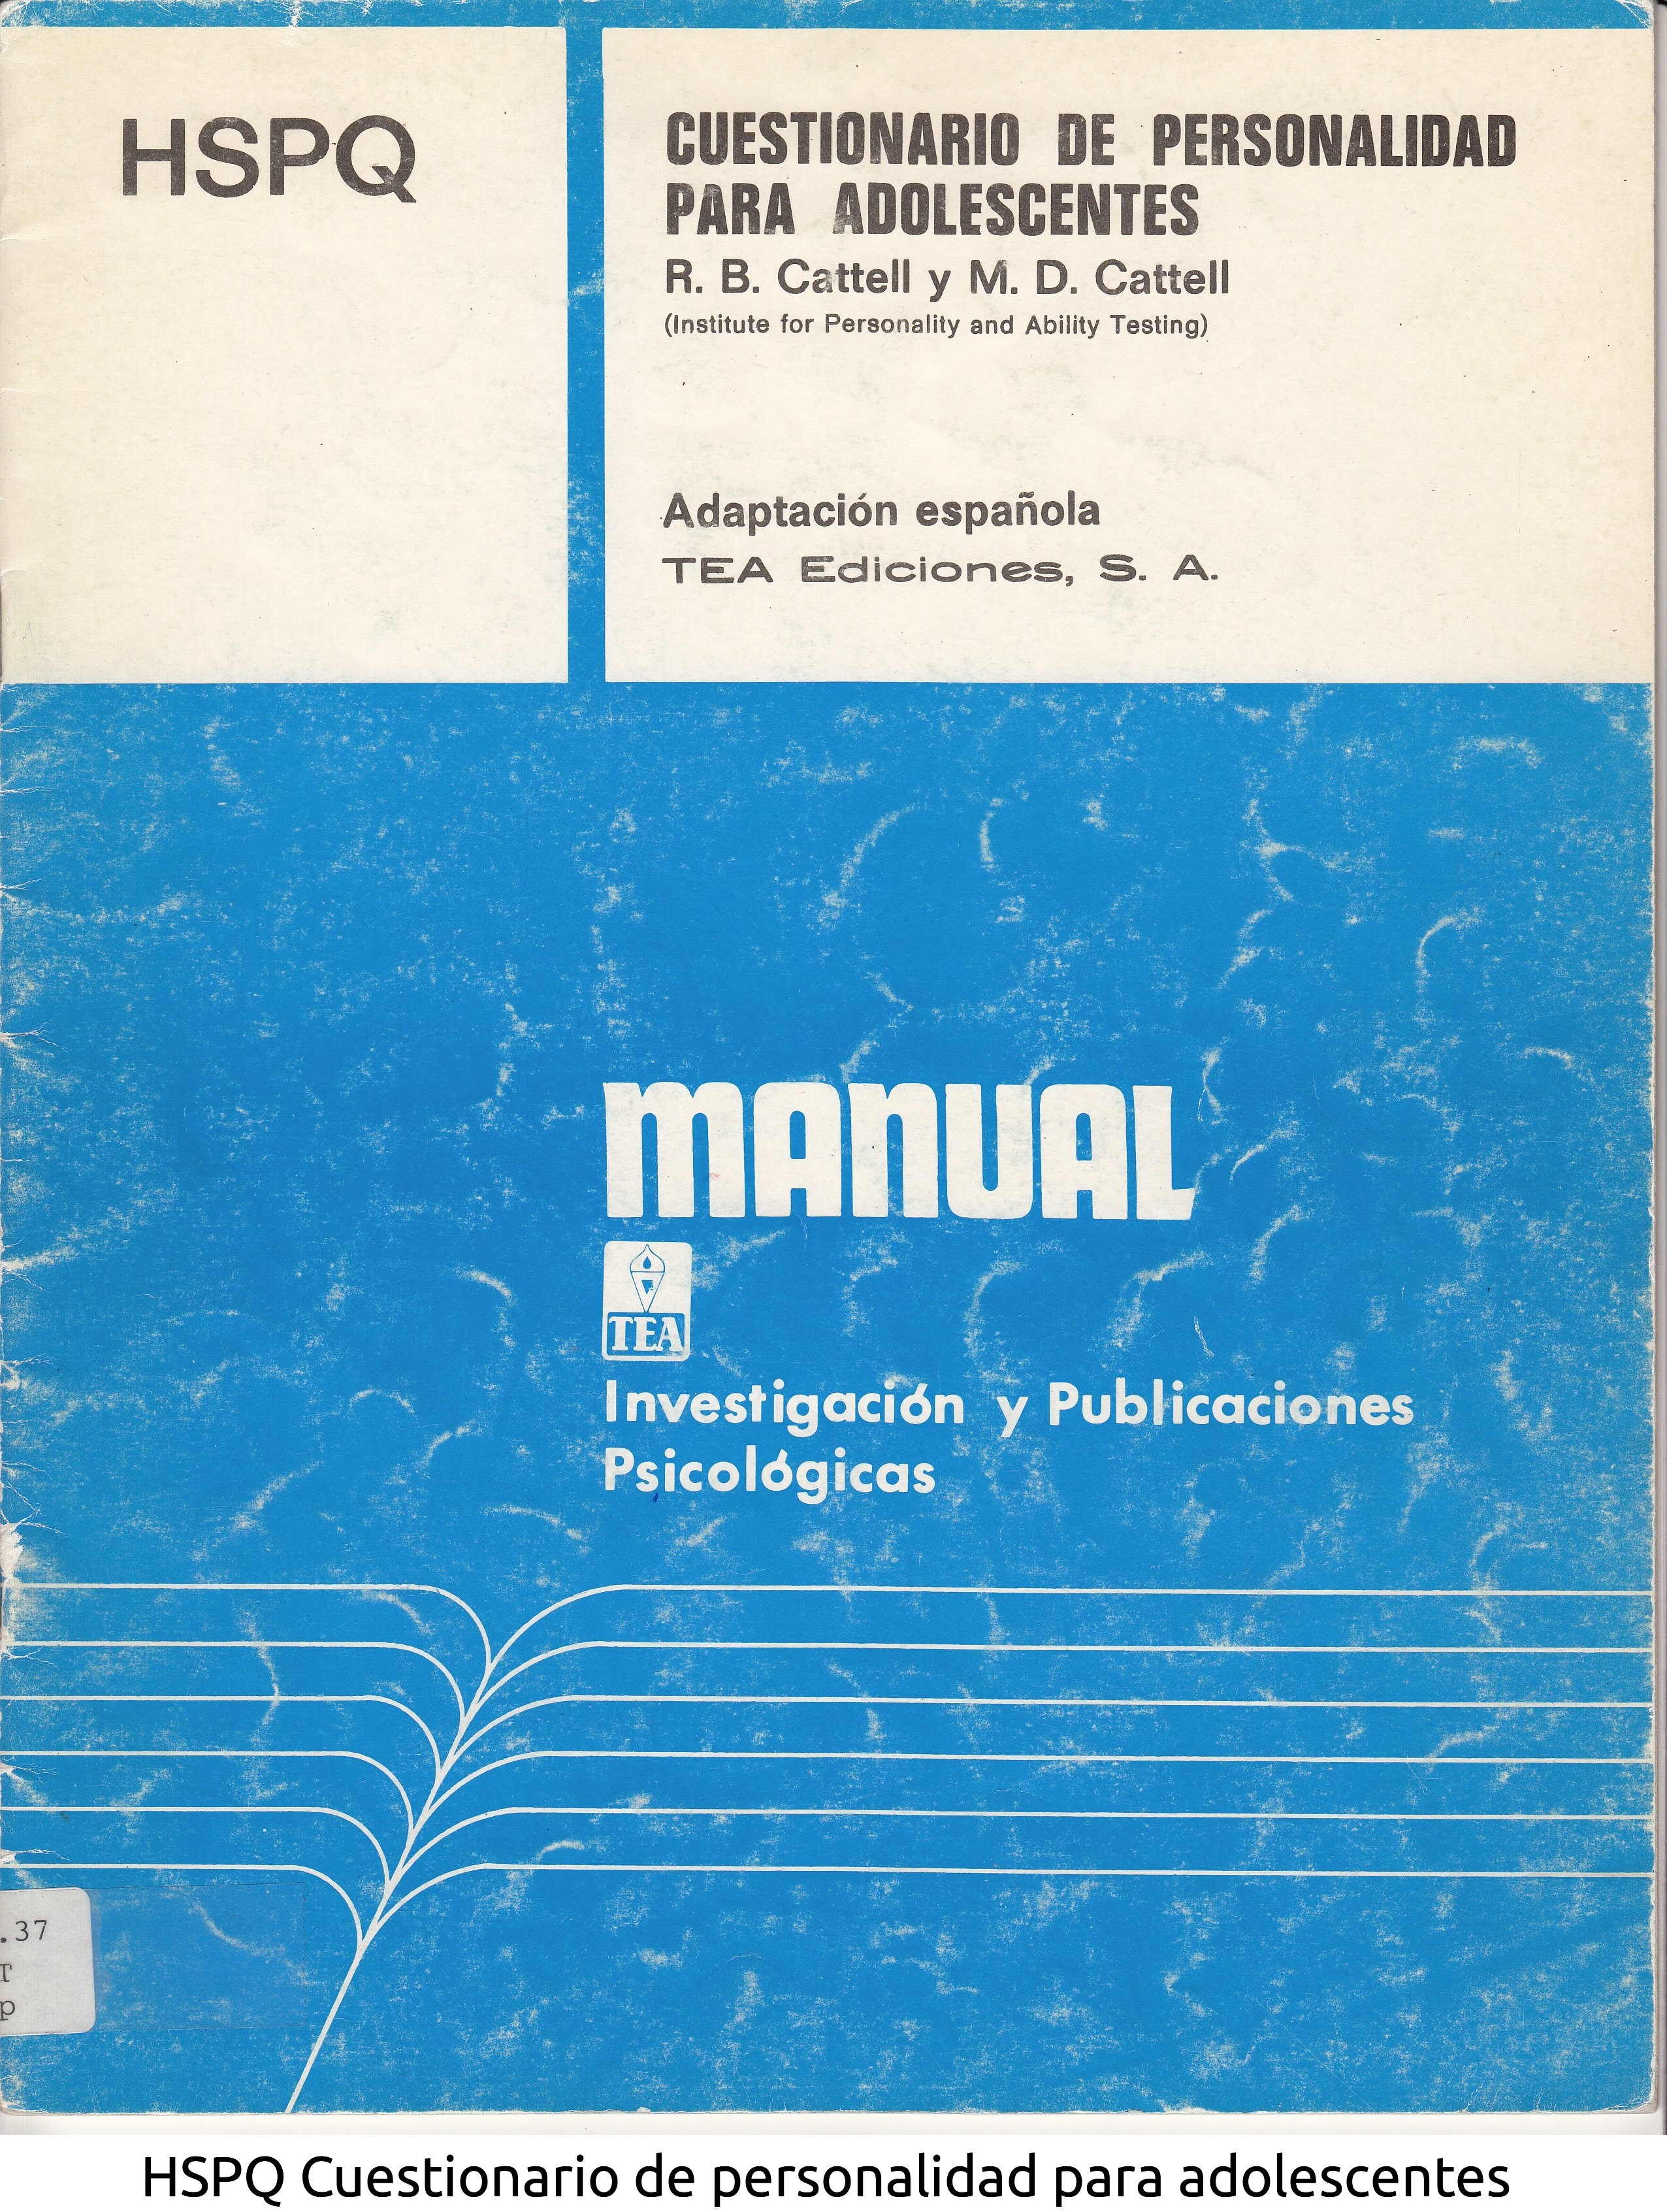 HSPQ
CUESTIONARIO DE PERSONALIDAD
PARA ADOLESCENTES
R. B. Cattell y M. D. Cattell
(Institute for Personality and Ability Testing)
Adaptación española
TEA Ediciones, S. A.
MANUAL
TEA
Investigación y Publicaciones
Psicológicas
.37
T
p
HSPQ Cuestionario de personalidad para adolescentes